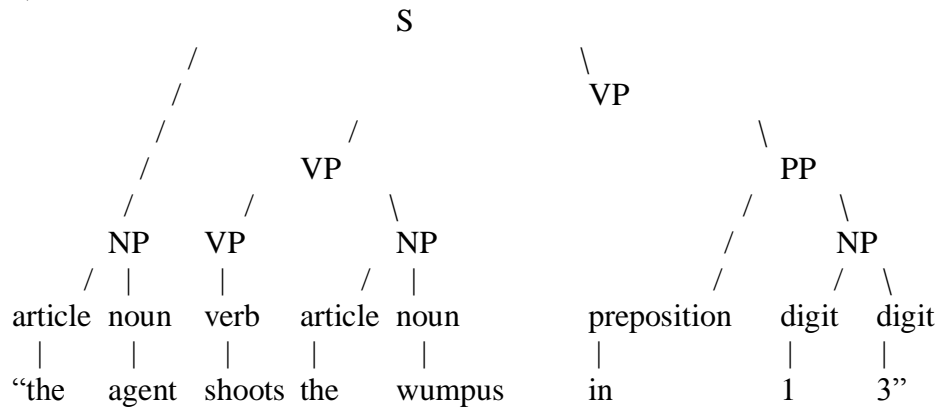 S
VP
VP PP
NP VP NP NP
article noun verb article noun preposition digit digit
“the agent shoots the wumpus in 1 3”